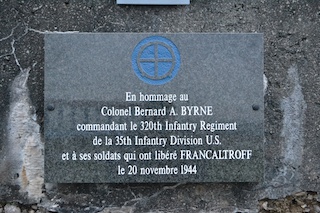 En hommage au
Colonel Bernard A. BYRNE
commandant le 320th Infantry Regiment
de la 35th Infantry Division U.S.
et à ses soldats qui ont libéré FRANCALTROFF
le 20 novembre 1944